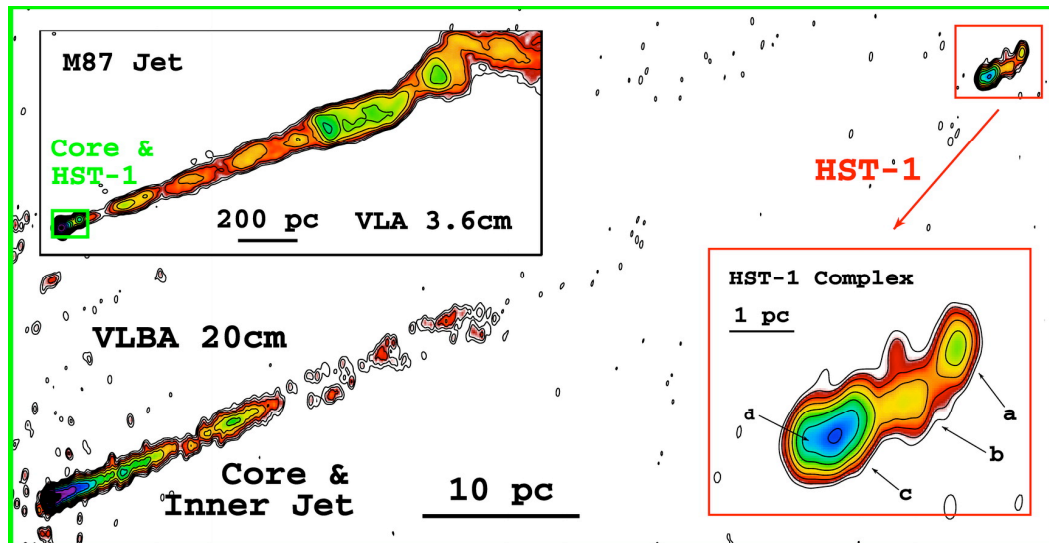 M87 Jet
Core &
HST-1
200 pc
VLA 3.6cm
HST-1
HST-1 Complex
1 pc
VLBA 20cm
a
d
b
c
Core &
Inner Jet
10 pc